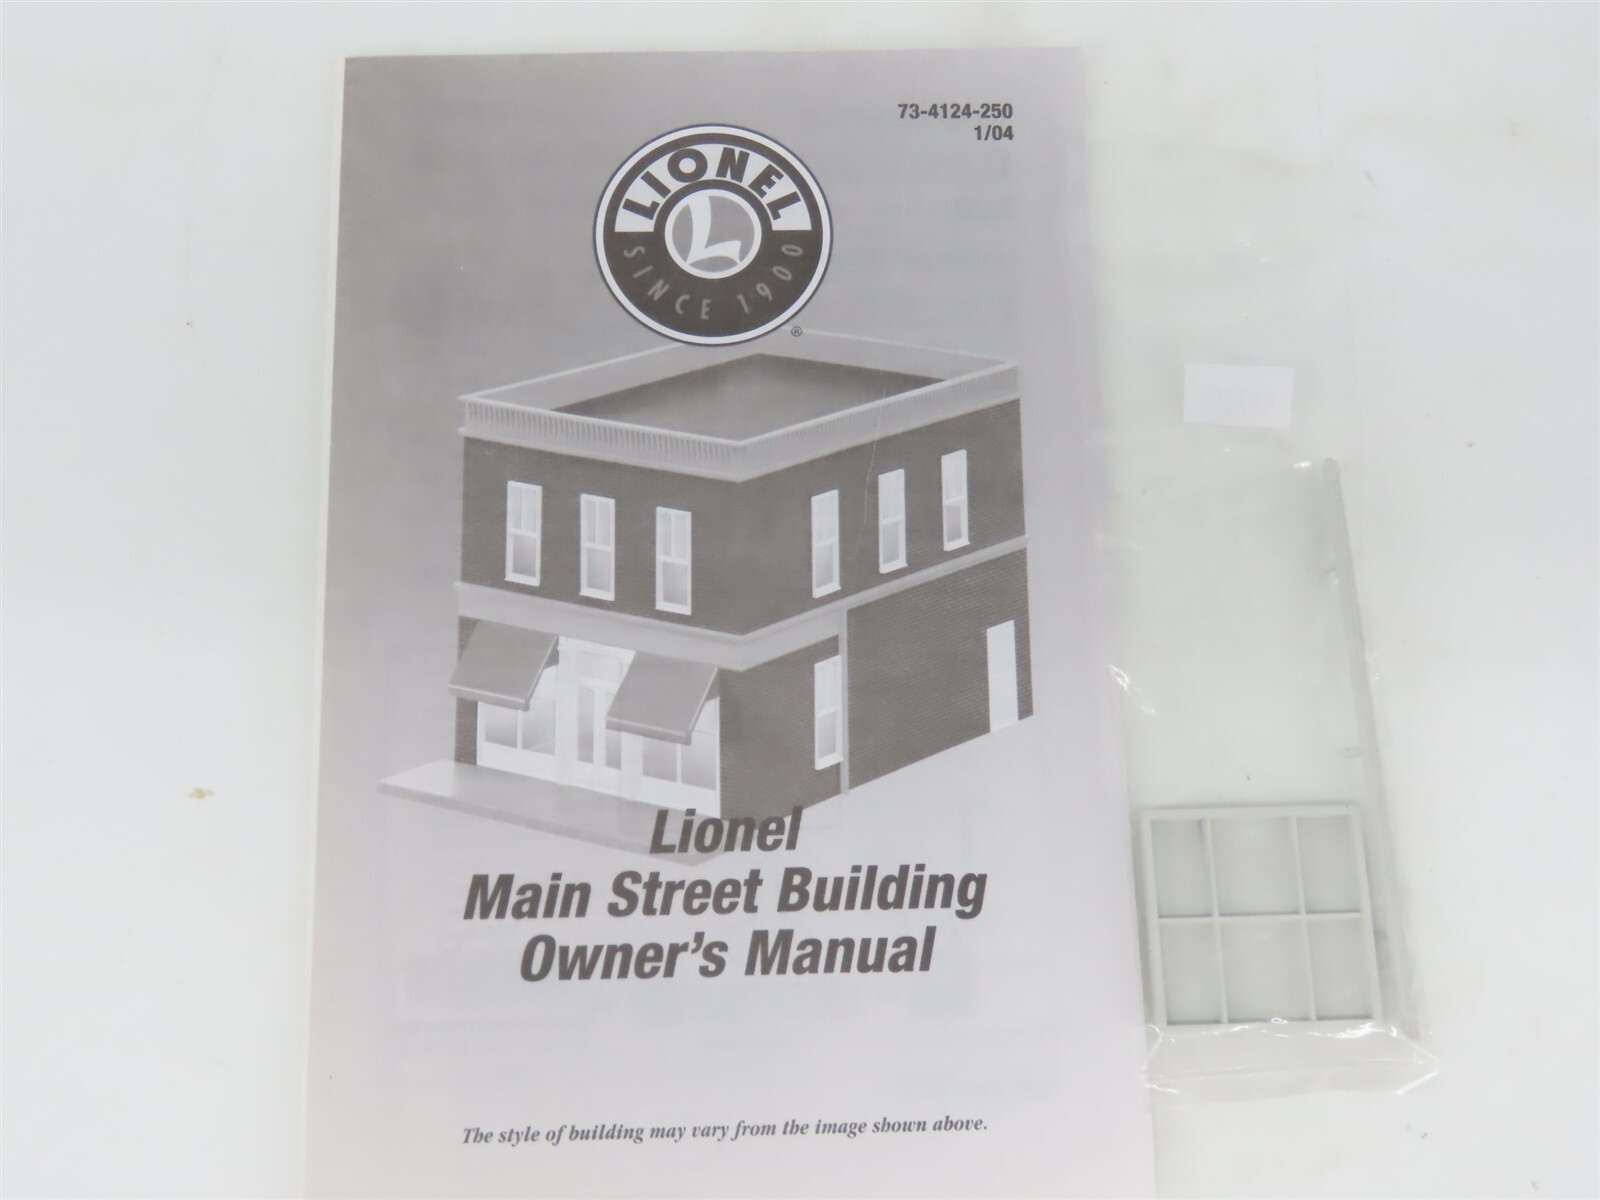 73-4124-250
1/04
LIONEL
L
SINCE 1900
®
Lionel
Main Street Building
Owner's Manual
The style of building may vary from the image shown above.